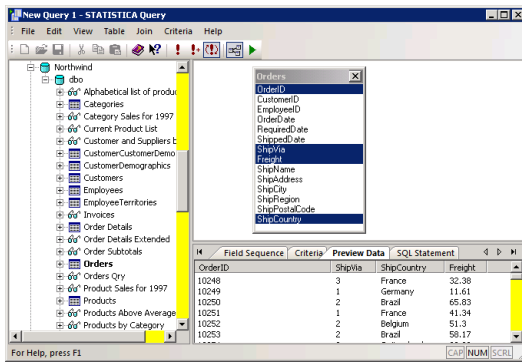 New Query 1 - STATISTICA Query
File Edit View Table Join Criteria
Help
Northwind
dbo
Alphabetical list of produc
Categories
Category Sales for 1997
Current Product List
Customer and Suppliers b
CustomerCustomerDemo
CustomerDemographics
Customers
Employees
EmployeeTerritories
Invoices
Order Details
Order Details Extended
Order Subtotals
Orders
Orders Qry
Product Sales for 1997
Products
Products Above Average
Products by Category
Orders
OrderID
CustomerID
EmployeeID
OrderDate
RequiredDate
ShippedDate
ShipVia
Freight
ShipName
ShipAddress
ShipCity
ShipRegion
ShipPostalCode
ShipCountry
Field Sequence Criteria Preview Data SQL Statement
OrderID ShipVia ShipCountry Freight
10248 3 France 32.38
10249 1 Germany 11.61
10250 2 Brazil 65.83
10251 1 France 41.34
10252 2 Belgium 51.3
10253 2 Brazil 58.17
For Help, press F1 CAP NUM SCRL